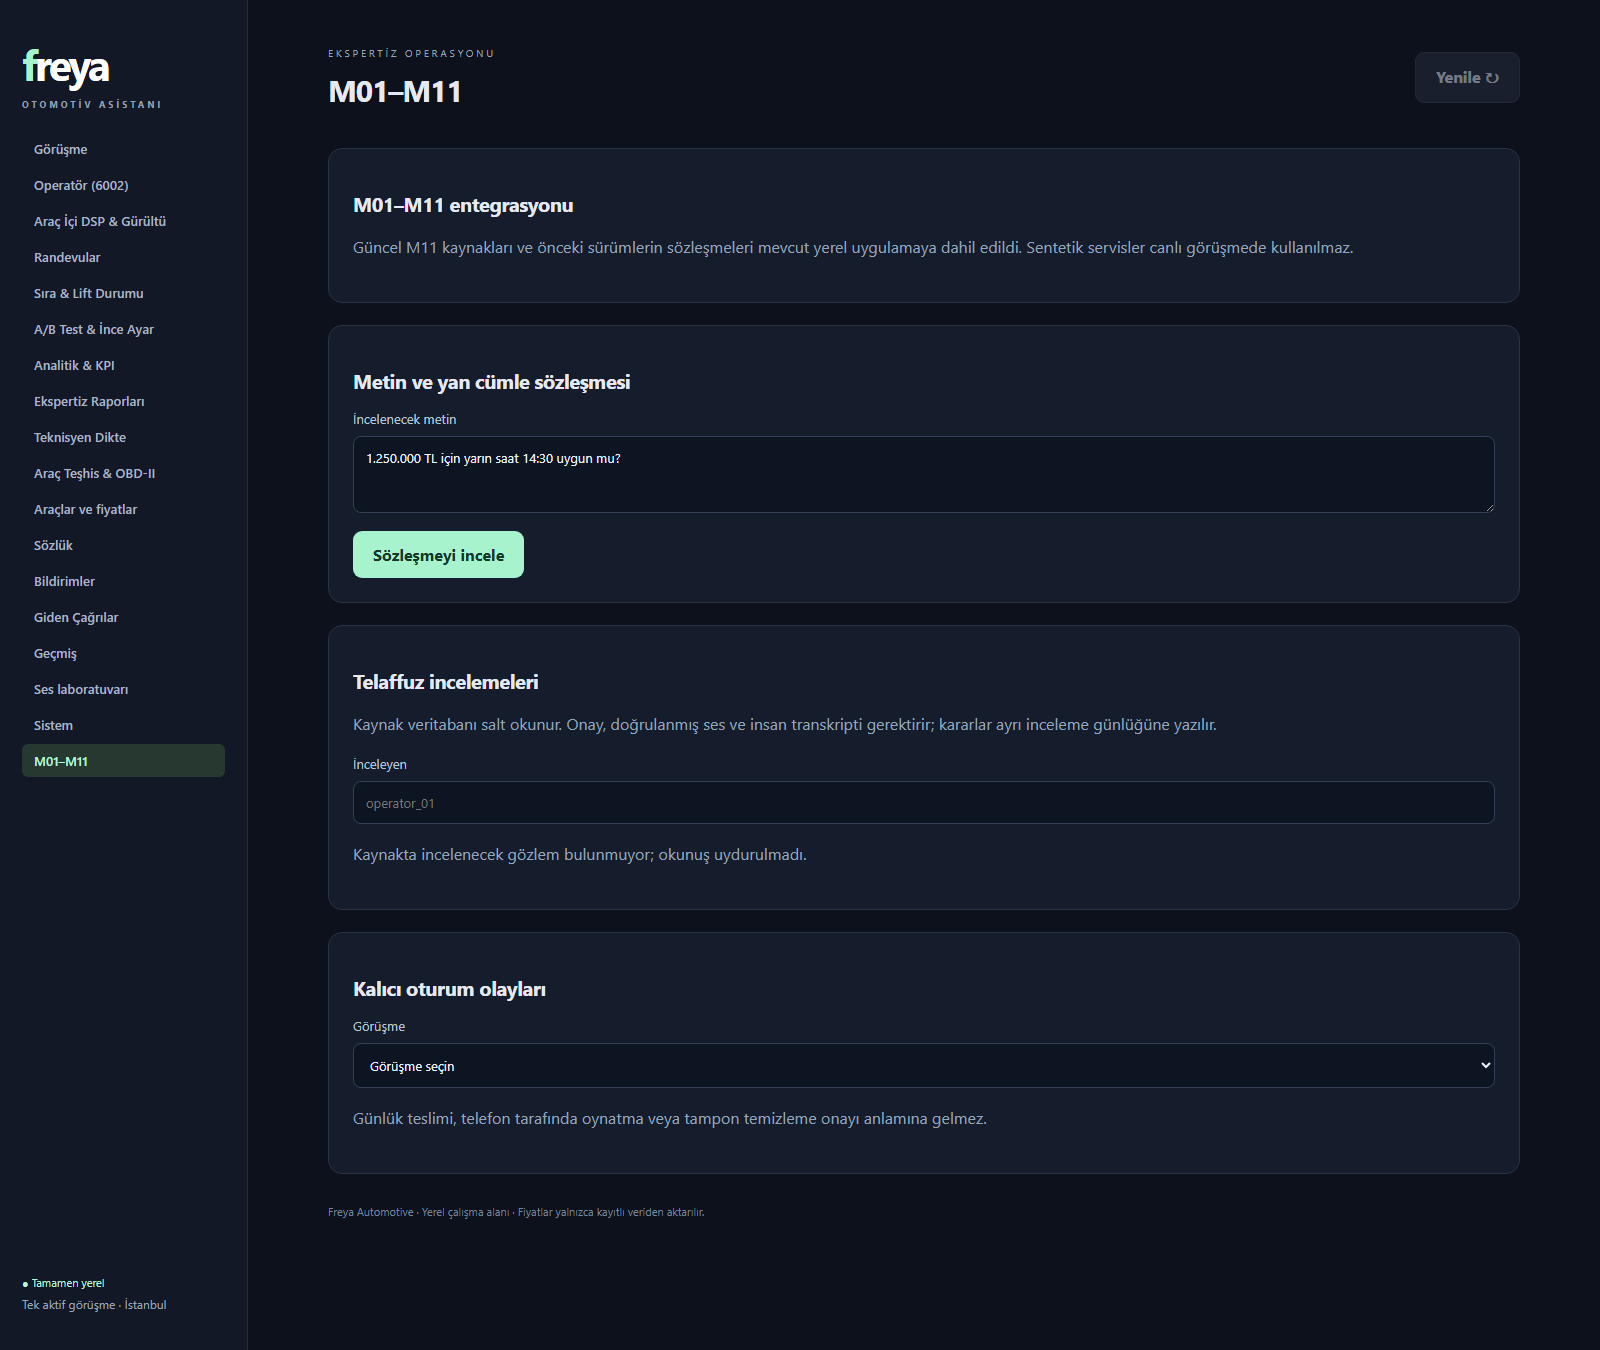 freya
OTOMOTİV ASİSTANI
Görüşme
Operatör (6002)
Araç İçi DSP & Gürültü
Randevular
Sıra & Lift Durumu
A/B Test & İnce Ayar
Analitik & KPI
Ekspertiz Raporları
Teknisyen Dikte
Araç Teşhis & OBD-II
Araçlar ve fiyatlar
Sözlük
Bildirimler
Giden Çağrılar
Geçmiş
Ses laboratuvarı
Sistem
M01–M11
● Tamamen yerel
Tek aktif görüşme · İstanbul
EKSPERTİZ OPERASYONU
M01–M11
Yenile ↻
M01–M11 entegrasyonu
Güncel M11 kaynakları ve önceki sürümlerin sözleşmeleri mevcut yerel uygulamaya dahil edildi. Sentetik servisler canlı görüşmede kullanılmaz.
Metin ve yan cümle sözleşmesi
İncelenecek metin
1.250.000 TL için yarın saat 14:30 uygun mu?
Sözleşmeyi incele
Telaffuz incelemeleri
Kaynak veritabanı salt okunur. Onay, doğrulanmış ses ve insan transkripti gerektirir; kararlar ayrı inceleme günlüğüne yazılır.
İnceleyen
operator_01
Kaynakta incelenecek gözlem bulunmuyor; okunuş uydurulmadı.
Kalıcı oturum olayları
Görüşme
Görüşme seçin
Günlük teslimi, telefon tarafında oynatma veya tampon temizleme onayı anlamına gelmez.
Freya Automotive · Yerel çalışma alanı · Fiyatlar yalnızca kayıtlı veriden aktarılır.